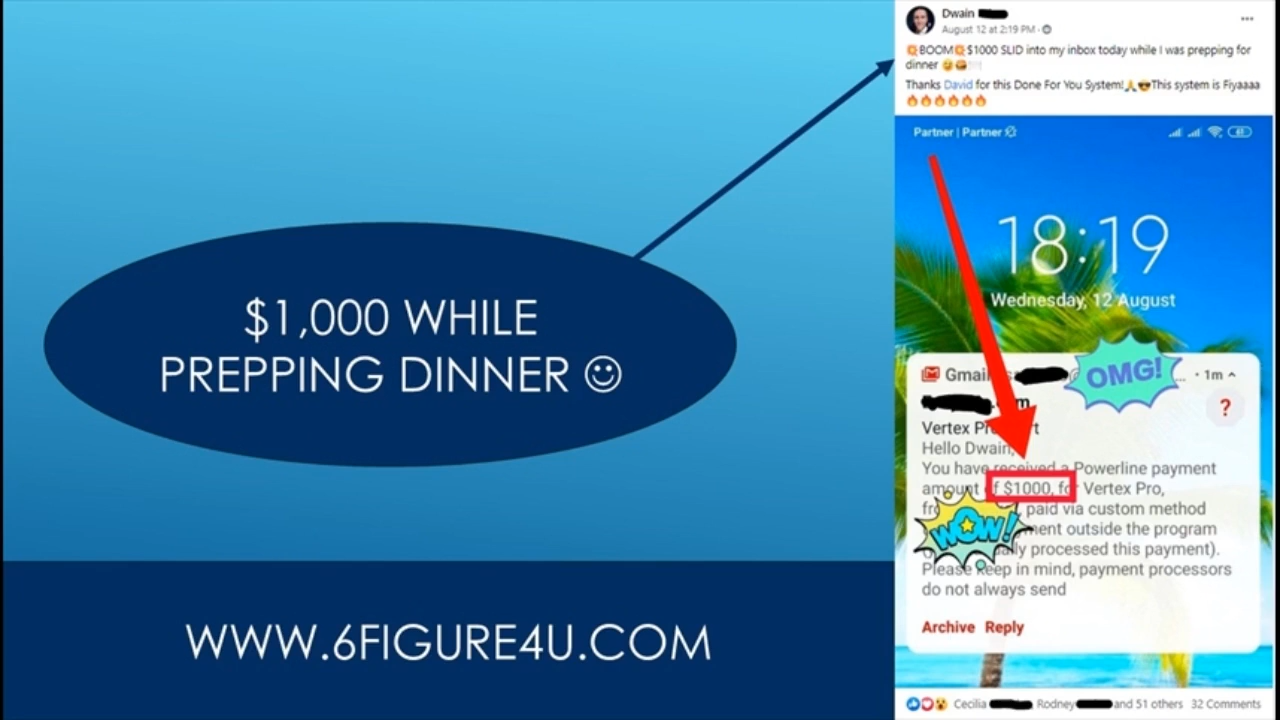 $1,000 WHILE
PREPPING DINNER ☺
WWW.6FIGURE4U.COM
Dwain
August 12 at 2:19 PM ·
💥BOOM💥$1000 SLID into my inbox today while I was prepping for
dinner
Thanks David for this Done For You System!🙏😎This system is Fiyaaaa
🔥🔥🔥🔥🔥🔥
Partner | Partner
61
18:19
Wednesday, 12 August
Gmail
OMG!
... · 1m ^
m
?
Vertex Pr rt
Hello Dwain,
You have received a Powerline payment
amount of $1000, for Vertex Pro,
paid via custom method
WOW!
ment outside the program
ally processed this payment).
Please keep in mind, payment processors
do not always send
Archive Reply
Cecilia Rodney and 51 others 32 Comments